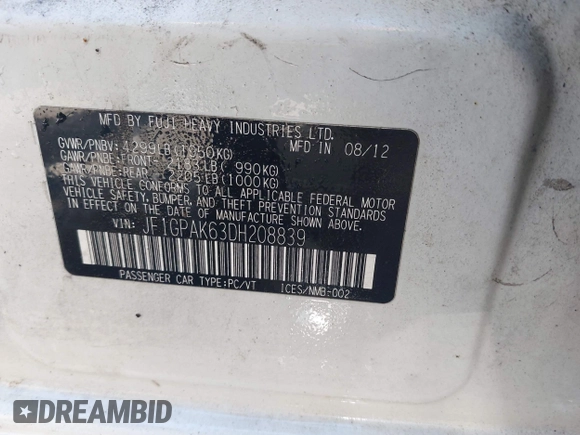 MFD BY FUJI HEAVY INDUSTRIES LTD.
GVWR/PNBV: 4299LB(1950KG) MFD IN 08/12
GAWR/PNBE:FRONT- LB( 990KG)
GAWR/PNBE:REAR - 2205LB(1000KG)
THIS VEHICLE CONFORMS TO ALL APPLICABLE FEDERAL MOTOR
VEHICLE SAFETY, BUMPER, AND THEFT PREVENTION STANDARDS
IN EFFECT ON THE DATE OF MANUFACTURE SHOWN ABOVE.
VIN: JF1GPAK63DH208839
PASSENGER CAR TYPE:PC/VT ICES/NMB-002
DREAMBID